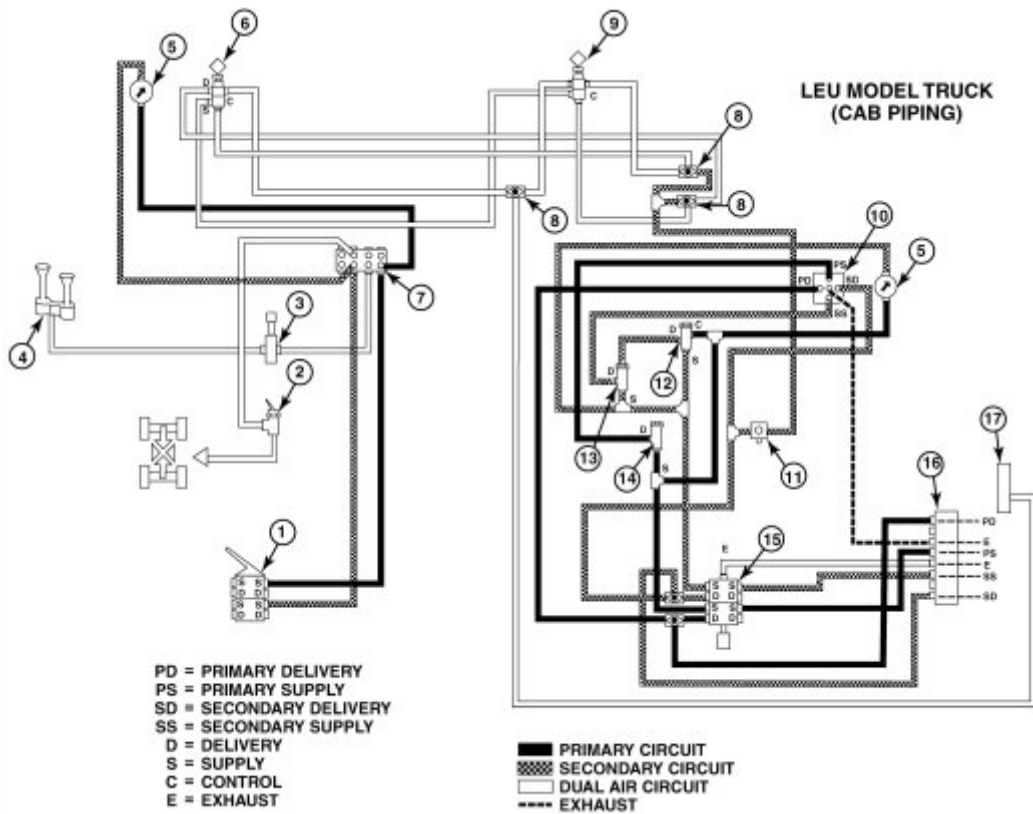 6
9
5
LEU MODEL TRUCK
(CAB PIPING)
D
C
S
C
8
8
8
10
5
PS
PD
SD
SS
7
3
4
D
C
12
S
D
2
13
S
D
14
S
11
17
16
1
S S
D D
S S
D D
E
15
S S
D D
S S
D D
PD
E
PS
E
SS
SD
PD = PRIMARY DELIVERY
PS = PRIMARY SUPPLY
SD = SECONDARY DELIVERY
SS = SECONDARY SUPPLY
D = DELIVERY
S = SUPPLY
C = CONTROL
E = EXHAUST
PRIMARY CIRCUIT
SECONDARY CIRCUIT
DUAL AIR CIRCUIT
EXHAUST